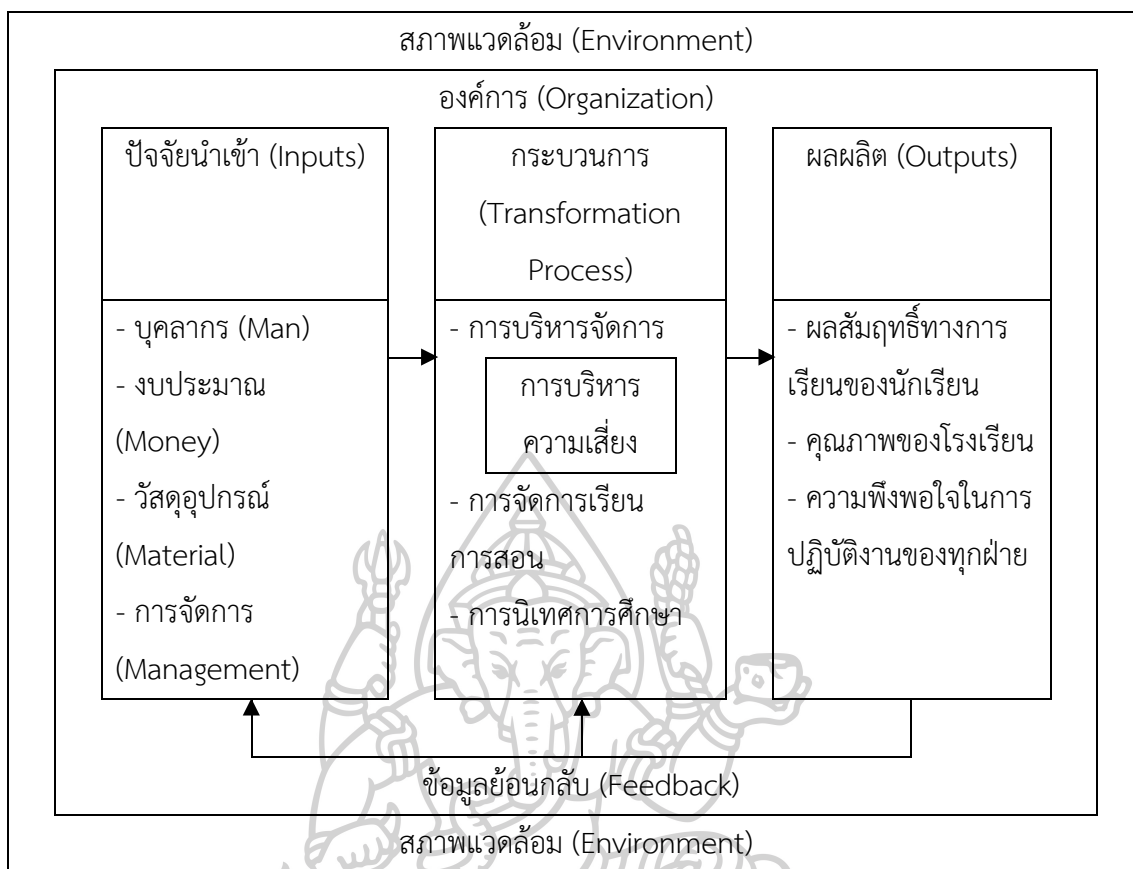 สภาพแวดล้อม (Environment)
องค์การ (Organization)
ปัจจัยนำเข้า (Inputs)
- บุคลากร (Man)
- งบประมาณ
(Money)
- วัสดุอุปกรณ์
(Material)
- การจัดการ
(Management)
กระบวนการ
(Transformation
Process)
- การบริหารจัดการ
การบริหาร
ความเสี่ยง
- การจัดการเรียน
การสอน
- การนิเทศการศึกษา
ผลผลิต (Outputs)
- ผลสัมฤทธิ์ทางการ
เรียนของนักเรียน
- คุณภาพของโรงเรียน
- ความพึงพอใจในการ
ปฏิบัติงานของทุกฝ่าย
ข้อมูลย้อนกลับ (Feedback)
สภาพแวดล้อม (Environment)